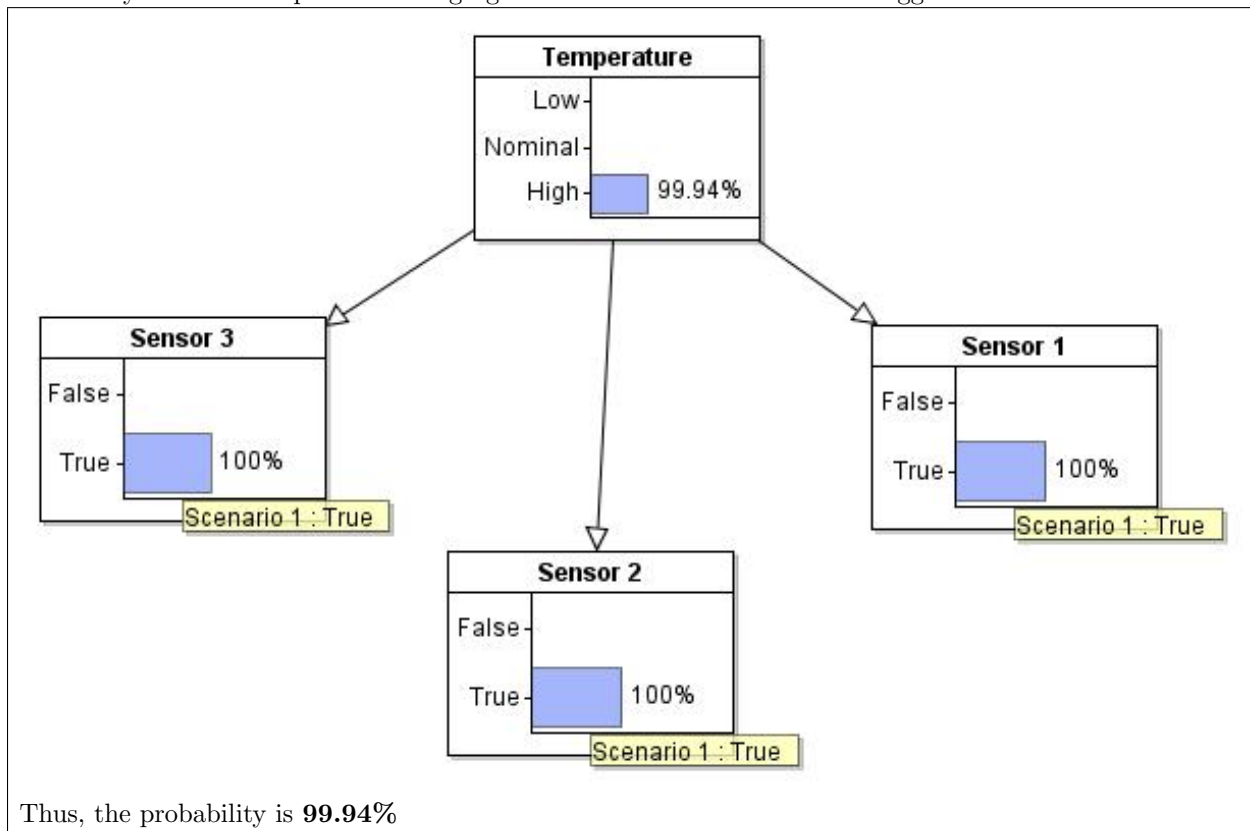 Temperature
Low
Nominal
High
99.94%
Sensor 3
False
True
100%
Scenario 1 : True
Sensor 1
False
True
100%
Scenario 1 : True
Sensor 2
False
True
100%
Scenario 1 : True
Thus, the probability is 99.94%